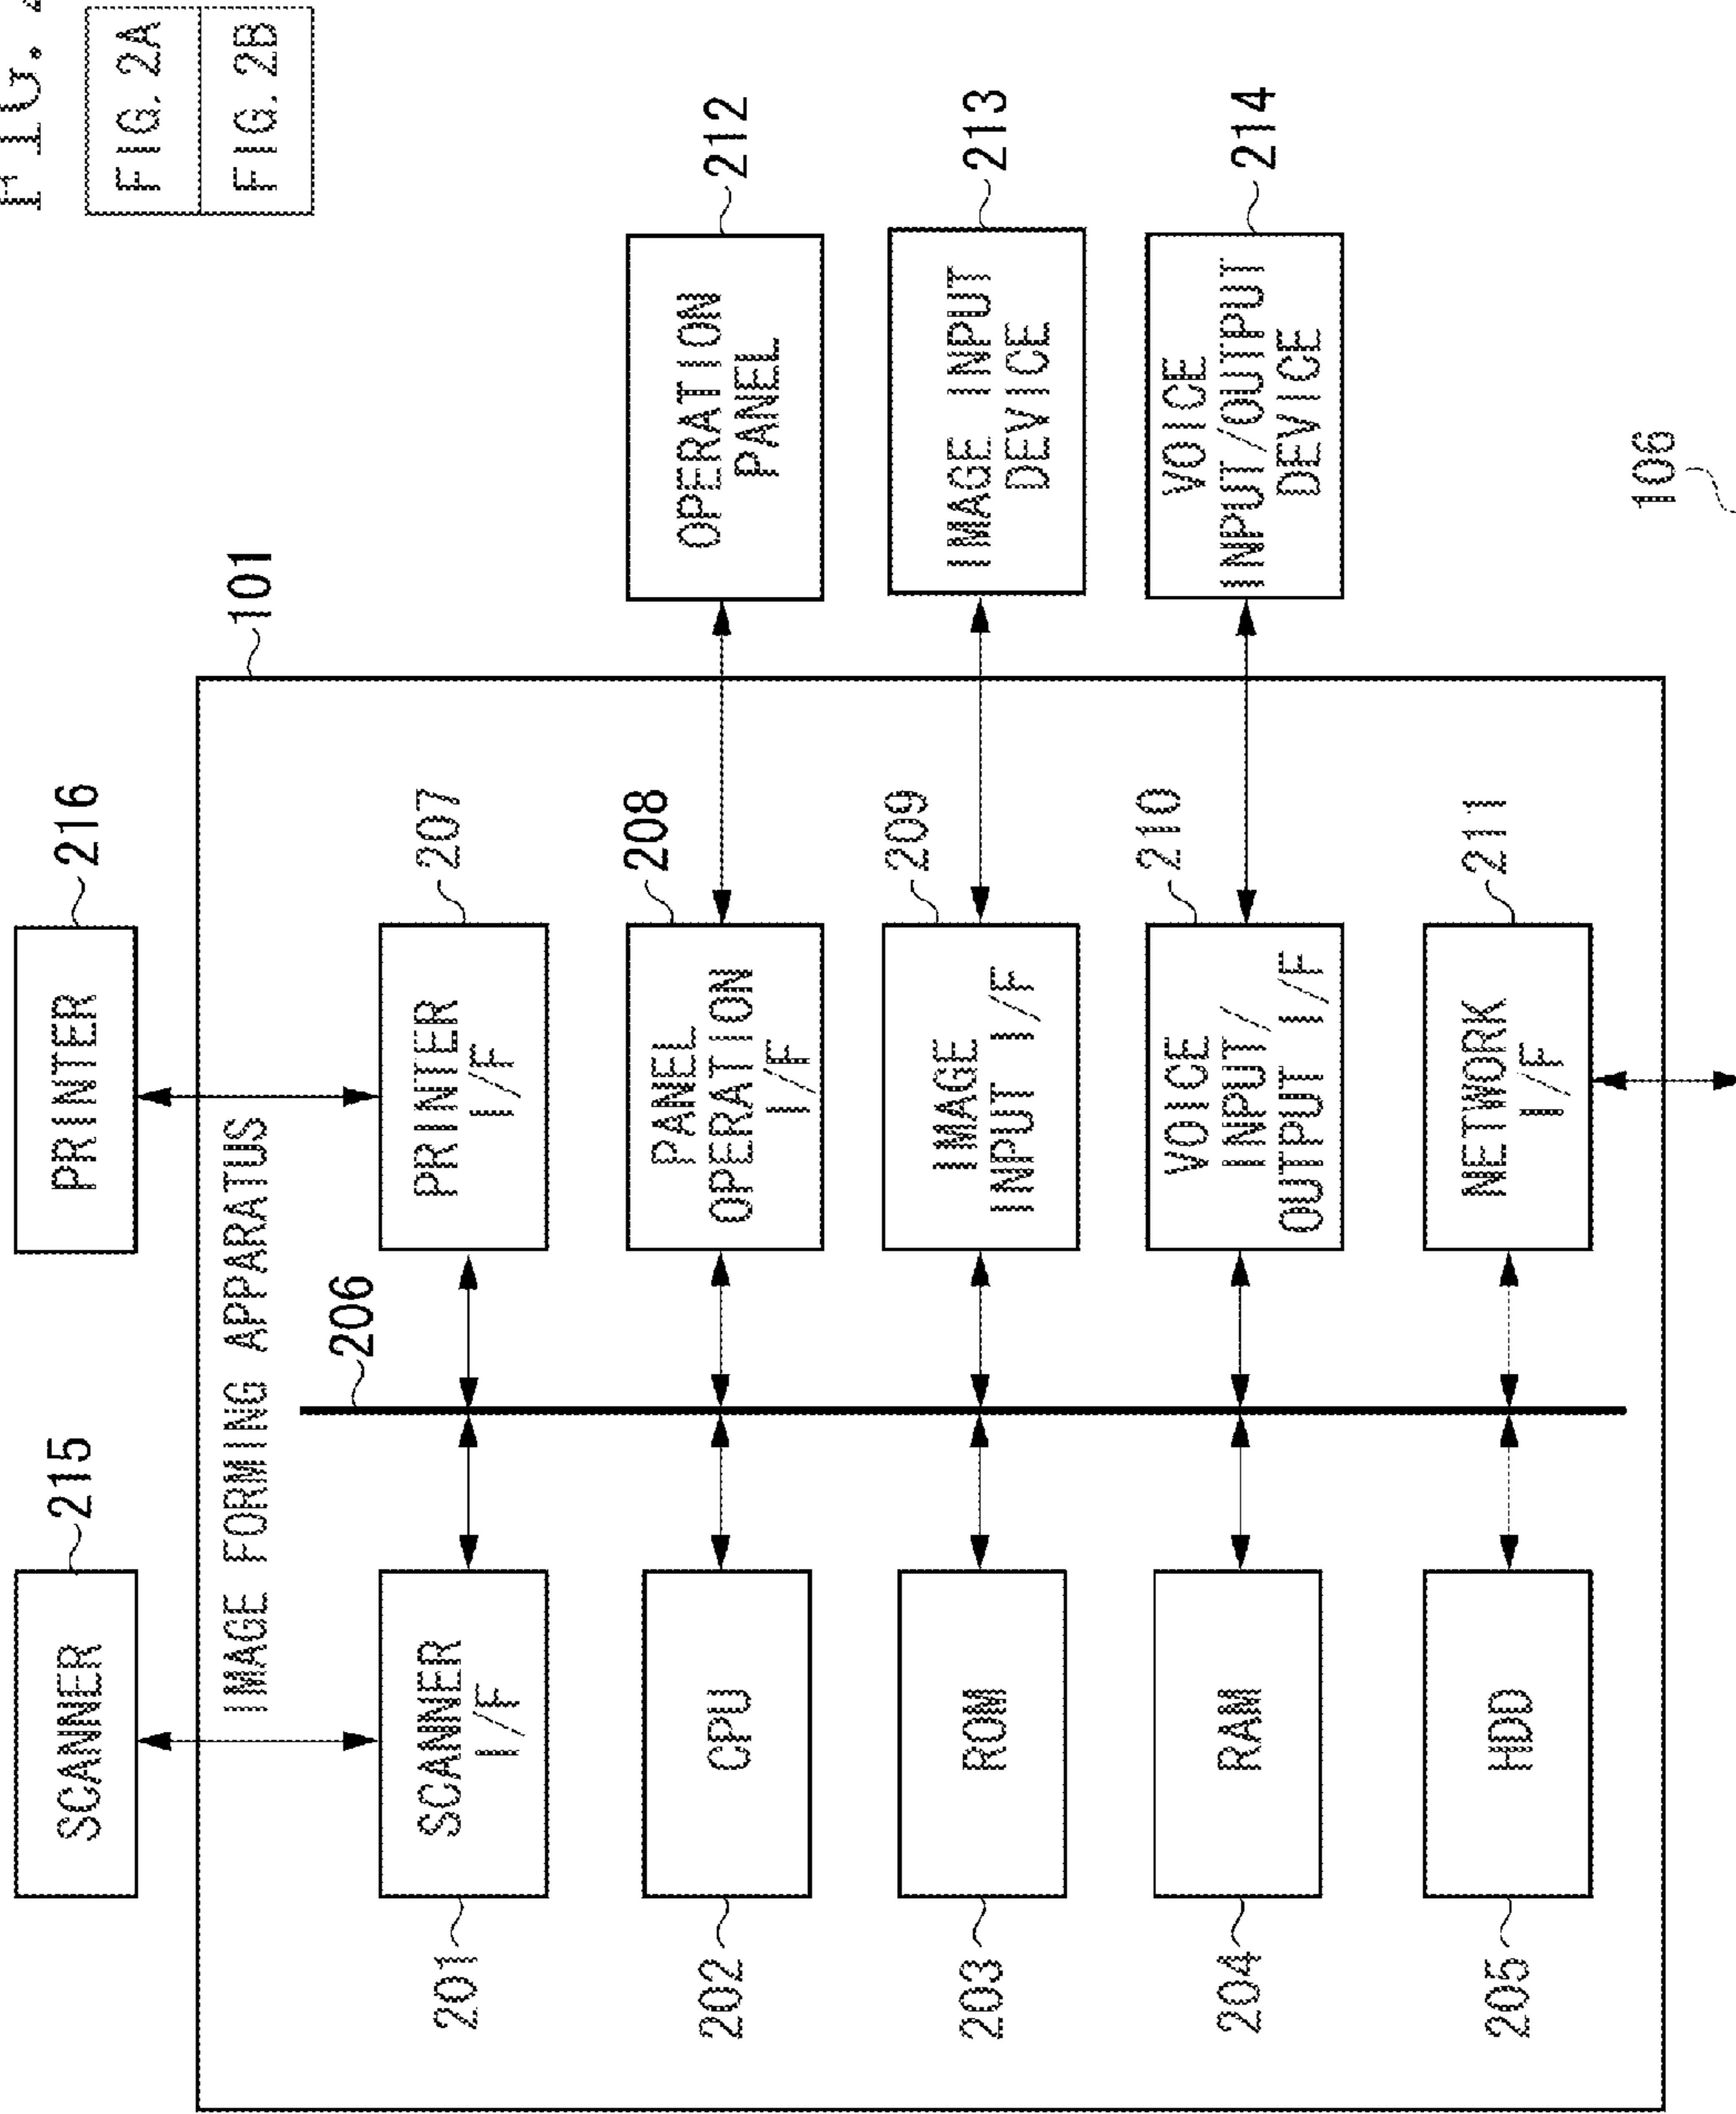 FIG.
FIG. 2A
FIG. 2B
215
216
SCANNER
PRINTER
101
IMAGE FORMING APPARATUS
206
201
SCANNER
I/F
PRINTER
I/F
207
202
CPU
PANEL
OPERATION
I/F
208
OPERATION
PANEL
212
203
ROM
IMAGE
INPUT I/F
209
IMAGE INPUT
DEVICE
213
204
RAM
VOICE
INPUT/
OUTPUT I/F
210
VOICE
INPUT/OUTPUT
DEVICE
214
205
HDD
NETWORK
I/F
211
106